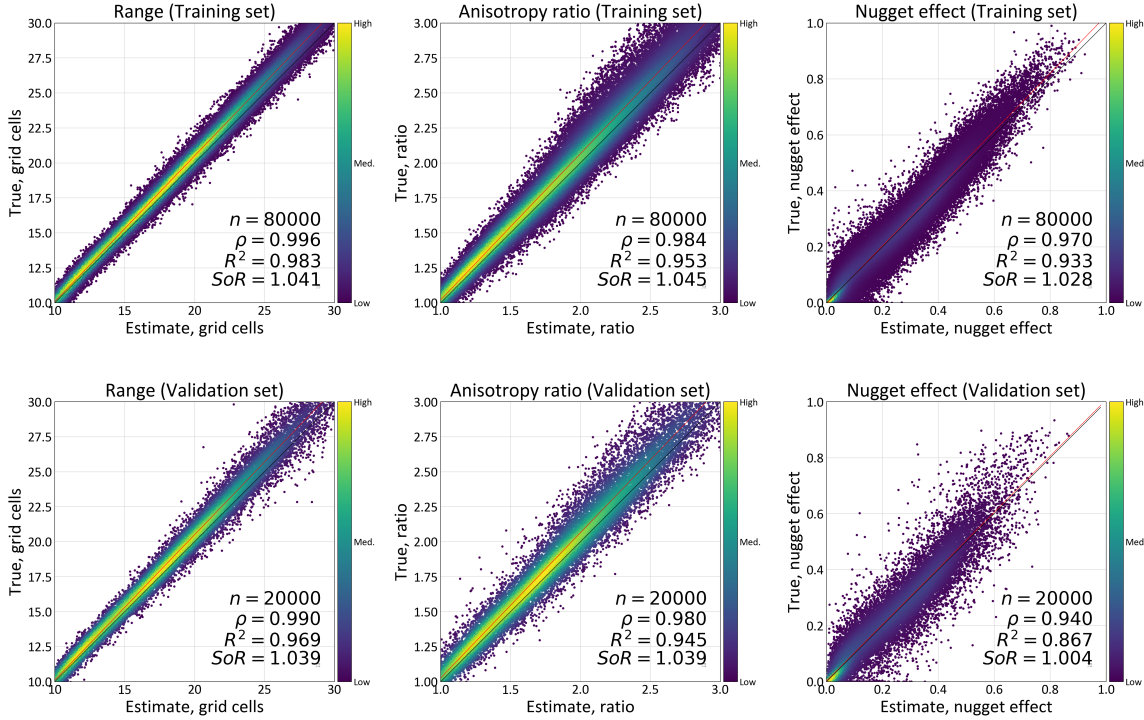 Range (Training set)
True, grid cells
30.0
27.5
25.0
22.5
20.0
17.5
15.0
12.5
10.0
10
15
20
25
30
Estimate, grid cells
n = 80000
ρ = 0.996
R² = 0.983
SoR = 1.041
High
Med.
Low
Anisotropy ratio (Training set)
True, ratio
3.00
2.75
2.50
2.25
2.00
1.75
1.50
1.25
1.00
1.0
1.5
2.0
2.5
3.0
Estimate, ratio
n = 80000
ρ = 0.984
R² = 0.953
SoR = 1.045
High
Med.
Low
Nugget effect (Training set)
True, nugget effect
1.0
0.8
0.6
0.4
0.2
0.0
0.0
0.2
0.4
0.6
0.8
1.0
Estimate, nugget effect
n = 80000
ρ = 0.970
R² = 0.933
SoR = 1.028
High
Med
Low
Range (Validation set)
True, grid cells
30.0
27.5
25.0
22.5
20.0
17.5
15.0
12.5
10.0
10
15
20
25
30
Estimate, grid cells
n = 20000
ρ = 0.990
R² = 0.969
SoR = 1.039
High
Med.
Low
Anisotropy ratio (Validation set)
True, ratio
3.00
2.75
2.50
2.25
2.00
1.75
1.50
1.25
1.00
1.0
1.5
2.0
2.5
3.0
Estimate, ratio
n = 20000
ρ = 0.980
R² = 0.945
SoR = 1.039
High
Med.
Low
Nugget effect (Validation set)
True, nugget effect
1.0
0.8
0.6
0.4
0.2
0.0
0.0
0.2
0.4
0.6
0.8
1.0
Estimate, nugget effect
n = 20000
ρ = 0.940
R² = 0.867
SoR = 1.004
High
Med
Low